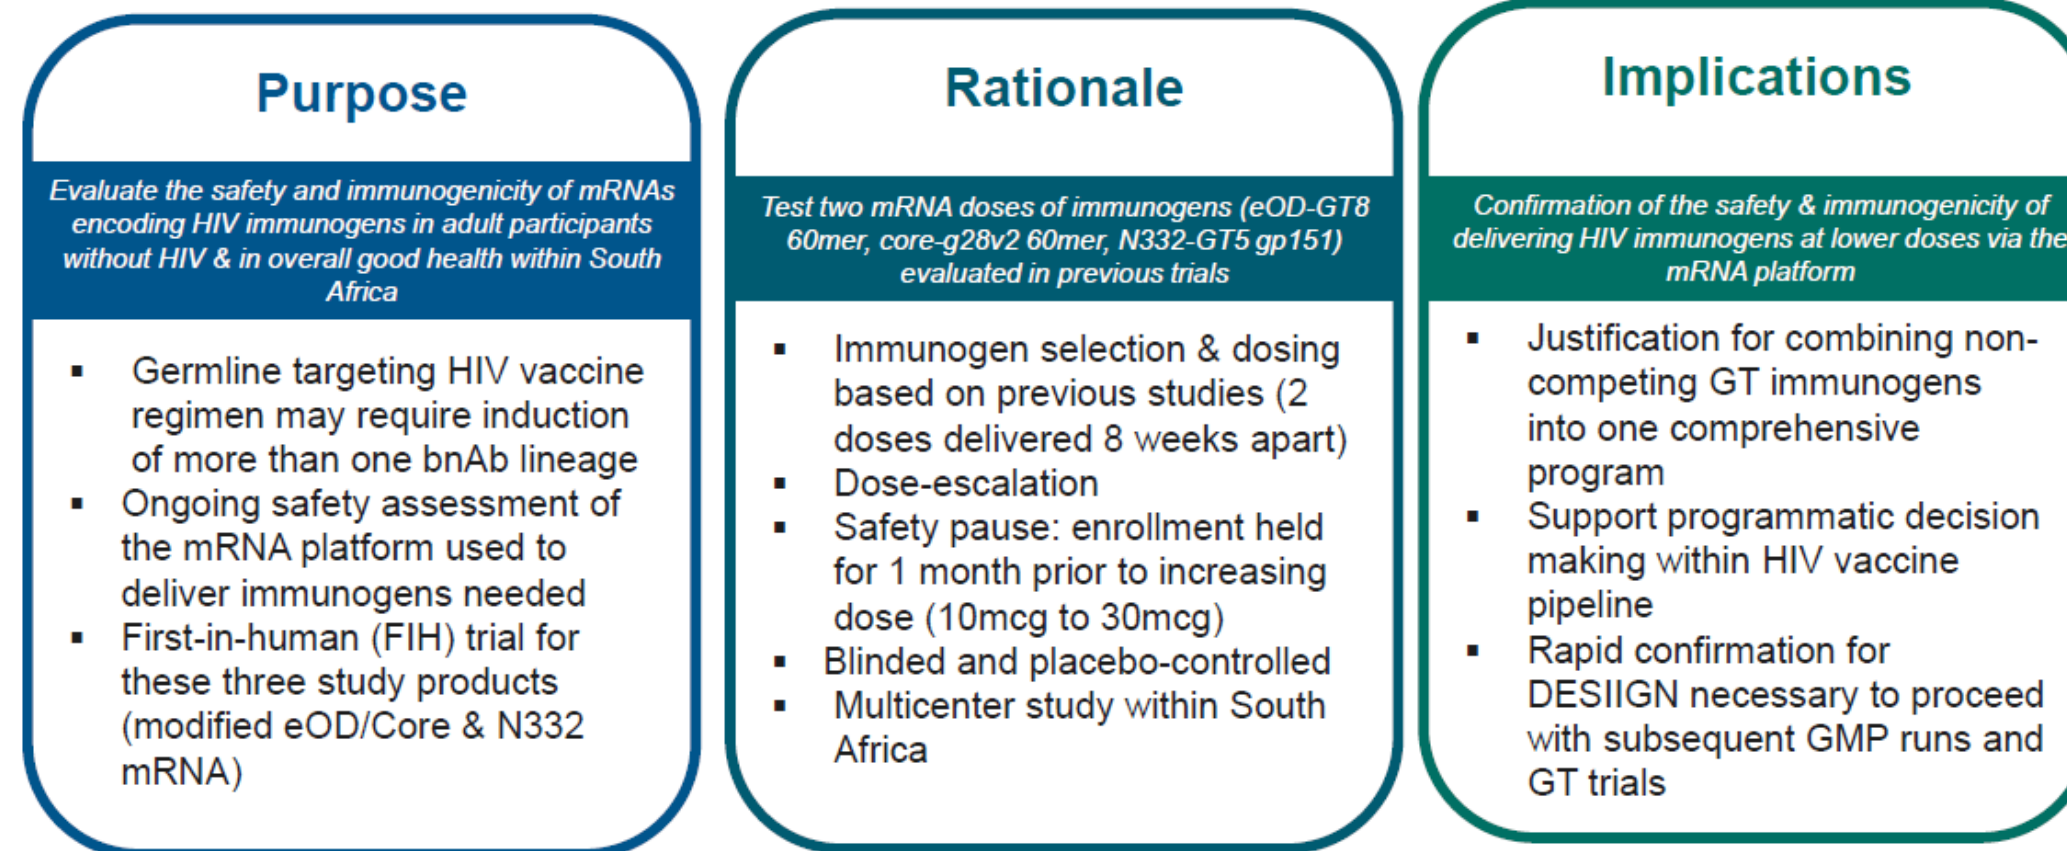 Purpose
Evaluate the safety and immunogenicity of mRNAs
encoding HIV immunogens in adult participants
without HIV & in overall good health within South
Africa
▪ Germline targeting HIV vaccine
regimen may require induction
of more than one bnAb lineage
▪ Ongoing safety assessment of
the mRNA platform used to
deliver immunogens needed
▪ First-in-human (FIH) trial for
these three study products
(modified eOD/Core & N332
mRNA)
Rationale
Test two mRNA doses of immunogens (eOD-GT8
60mer, core-g28v2 60mer, N332-GT5 gp151)
evaluated in previous trials
▪ Immunogen selection & dosing
based on previous studies (2
doses delivered 8 weeks apart)
▪ Dose-escalation
▪ Safety pause: enrollment held
for 1 month prior to increasing
dose (10mcg to 30mcg)
▪ Blinded and placebo-controlled
▪ Multicenter study within South
Africa
Implications
Confirmation of the safety & immunogenicity of
delivering HIV immunogens at lower doses via the
mRNA platform
▪ Justification for combining non-
competing GT immunogens
into one comprehensive
program
▪ Support programmatic decision
making within HIV vaccine
pipeline
▪ Rapid confirmation for
DESIIGN necessary to proceed
with subsequent GMP runs and
GT trials